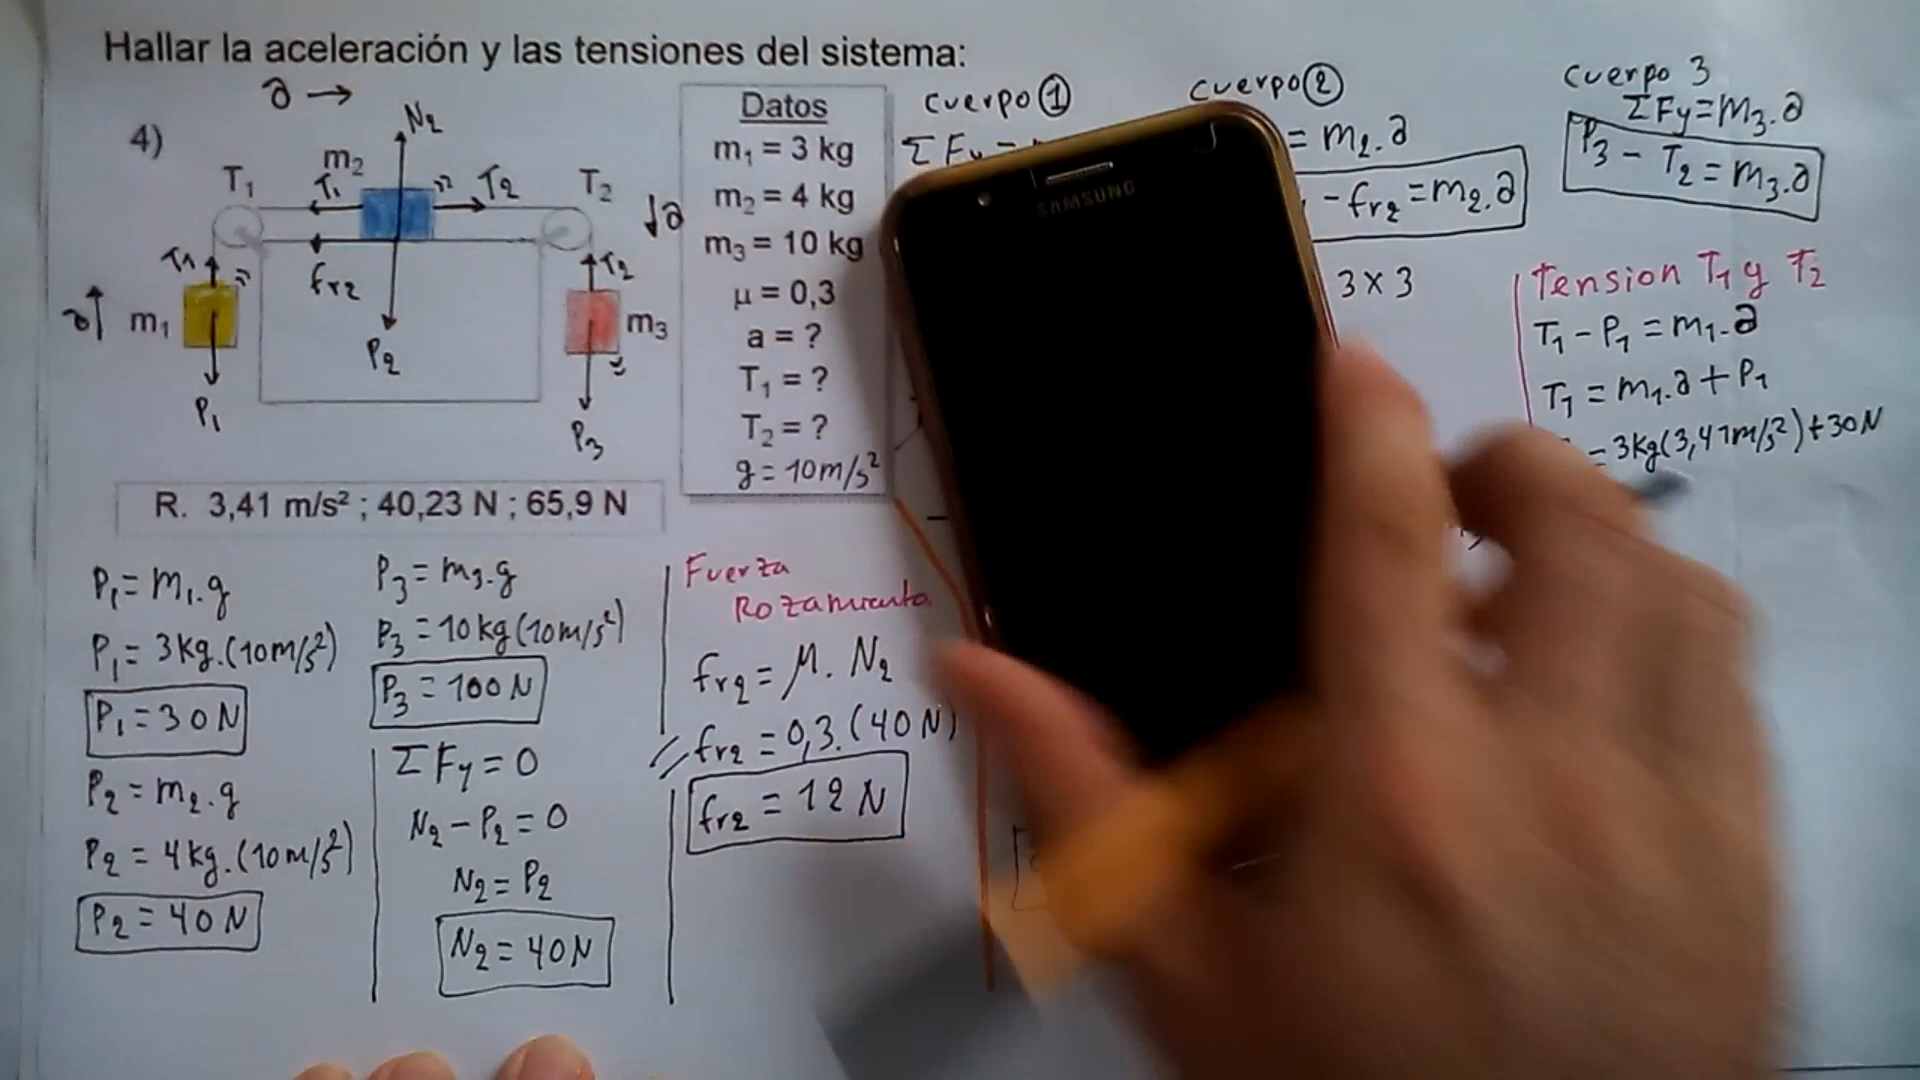 Hallar la aceleración y las tensiones del sistema:
a →
4)
N2
m2
T1
T1
T2
T2
↓a
T1
fr2
T2
a↑
m1
m3
P2
P1
P3
R. 3,41 m/s² ; 40,23 N ; 65,9 N
Datos
m1 = 3 kg
m2 = 4 kg
m3 = 10 kg
μ = 0,3
a = ?
T1 = ?
T2 = ?
g = 10m/s²
cuerpo ①
ΣFy =
cuerpo ②
= m2.a
- fr2 = m2.a
3x3
cuerpo 3
ΣFy = m3.a
P3 - T2 = m3.a
Tension T1 y T2
T1 - P1 = m1.a
T1 = m1.a + P1
= 3kg(3,41m/s²)+30N
P1 = m1.g
P1 = 3kg.(10m/s²)
P1 = 30N
P2 = m2.g
P2 = 4kg.(10m/s²)
P2 = 40N
P3 = m3.g
P3 = 10kg(10m/s²)
P3 = 100N
ΣFy = 0
N2 - P2 = 0
N2 = P2
N2 = 40N
Fuerza
Rozamiento
fr2 = μ. N2
fr2 = 0,3.(40N)
fr2 = 12N
SAMSUNG